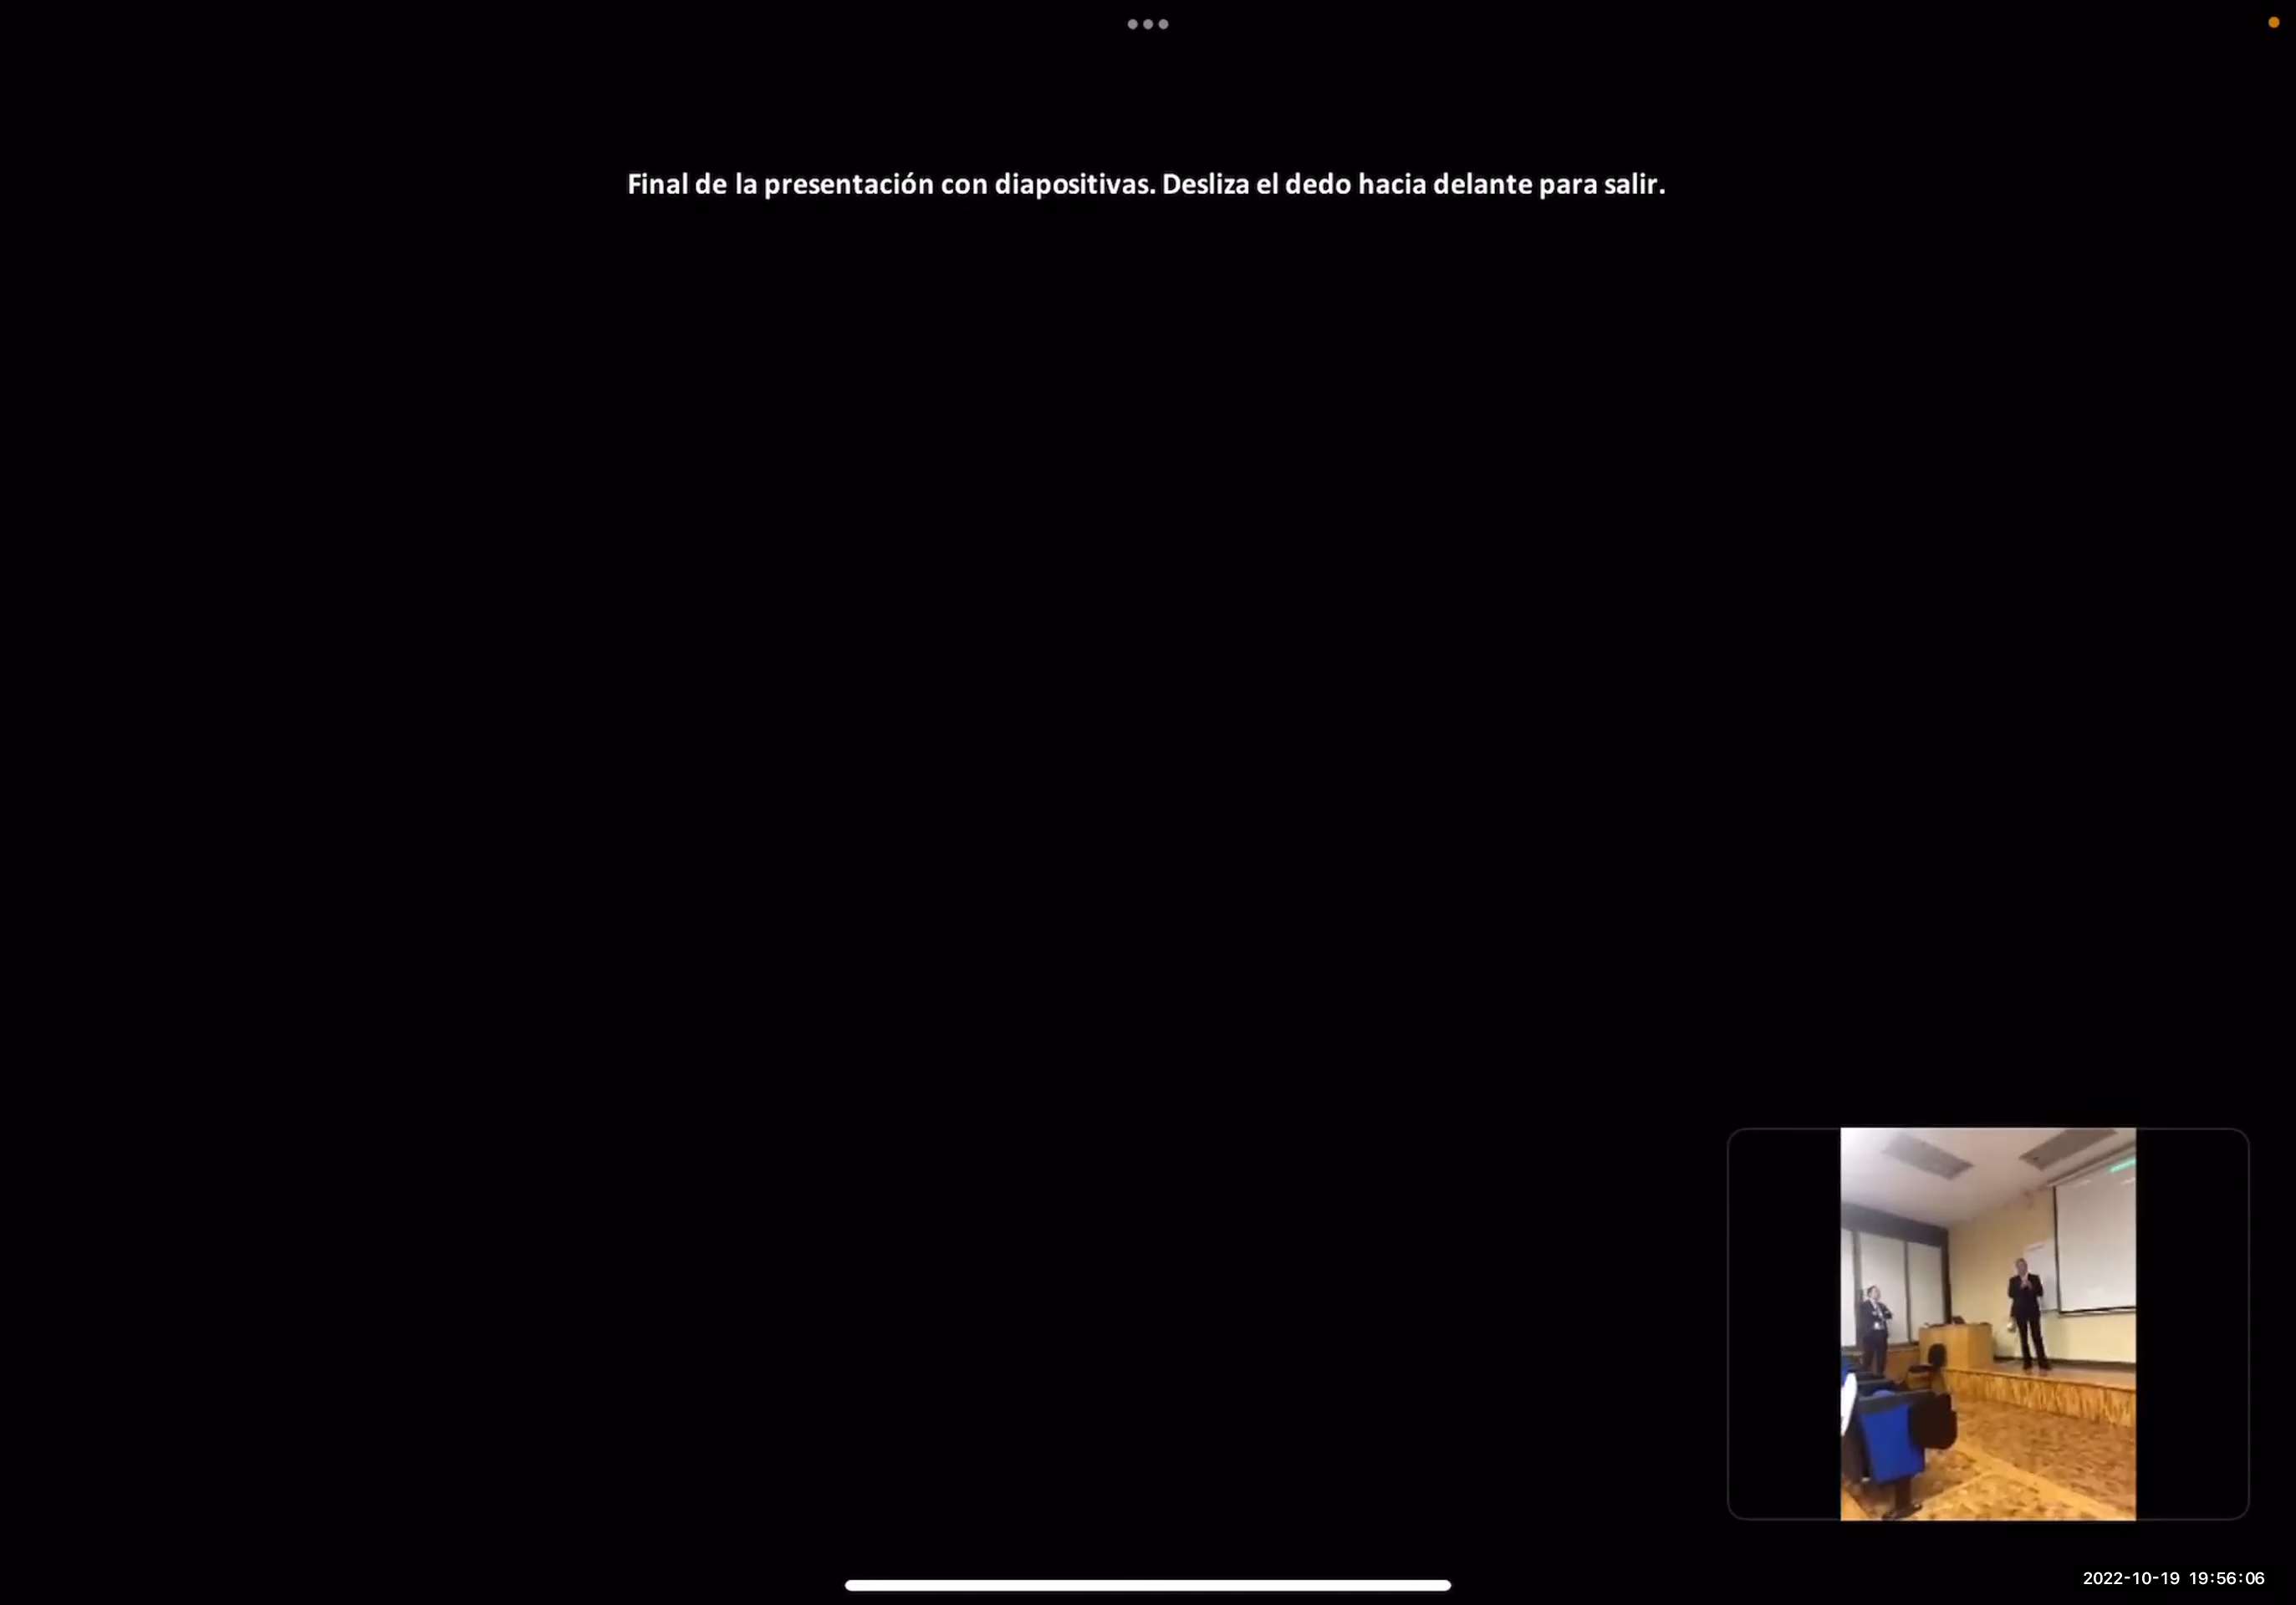 Final de la presentación con diapositivas. Desliza el dedo hacia delante para salir.
2022-10-19 19:56:06